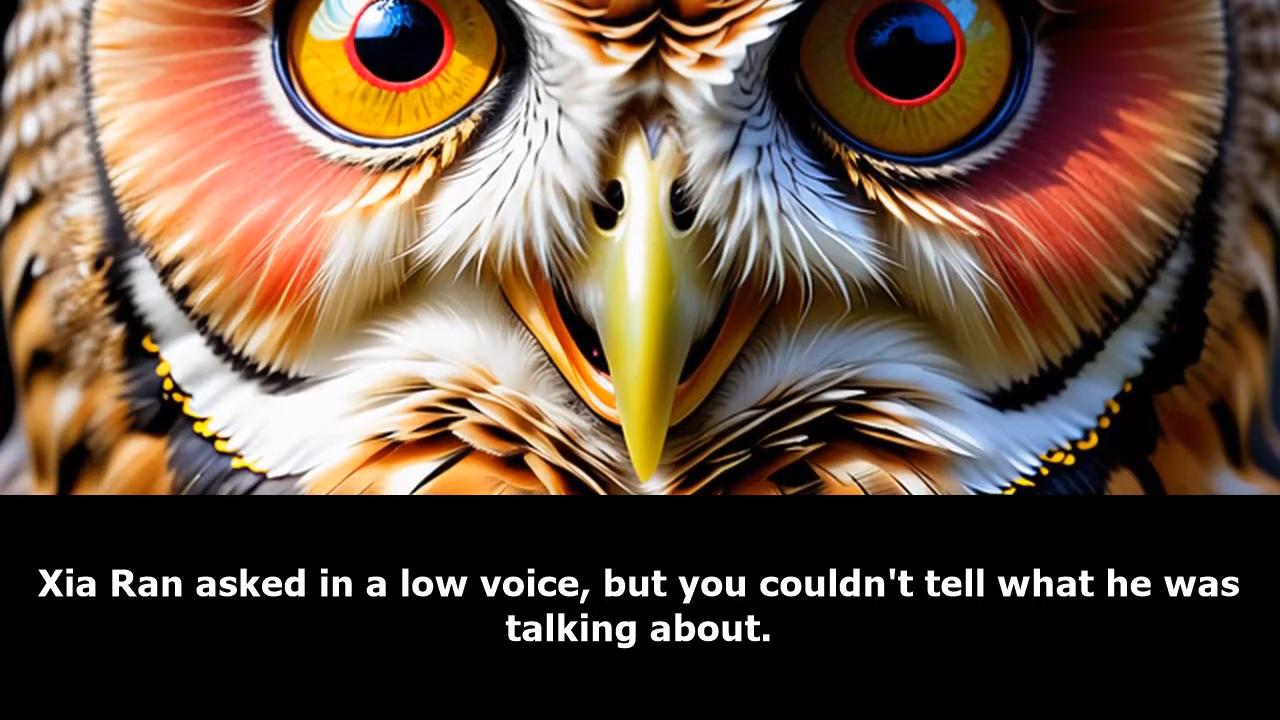 Xia Ran asked in a low voice, but you couldn't tell what he was
talking about.